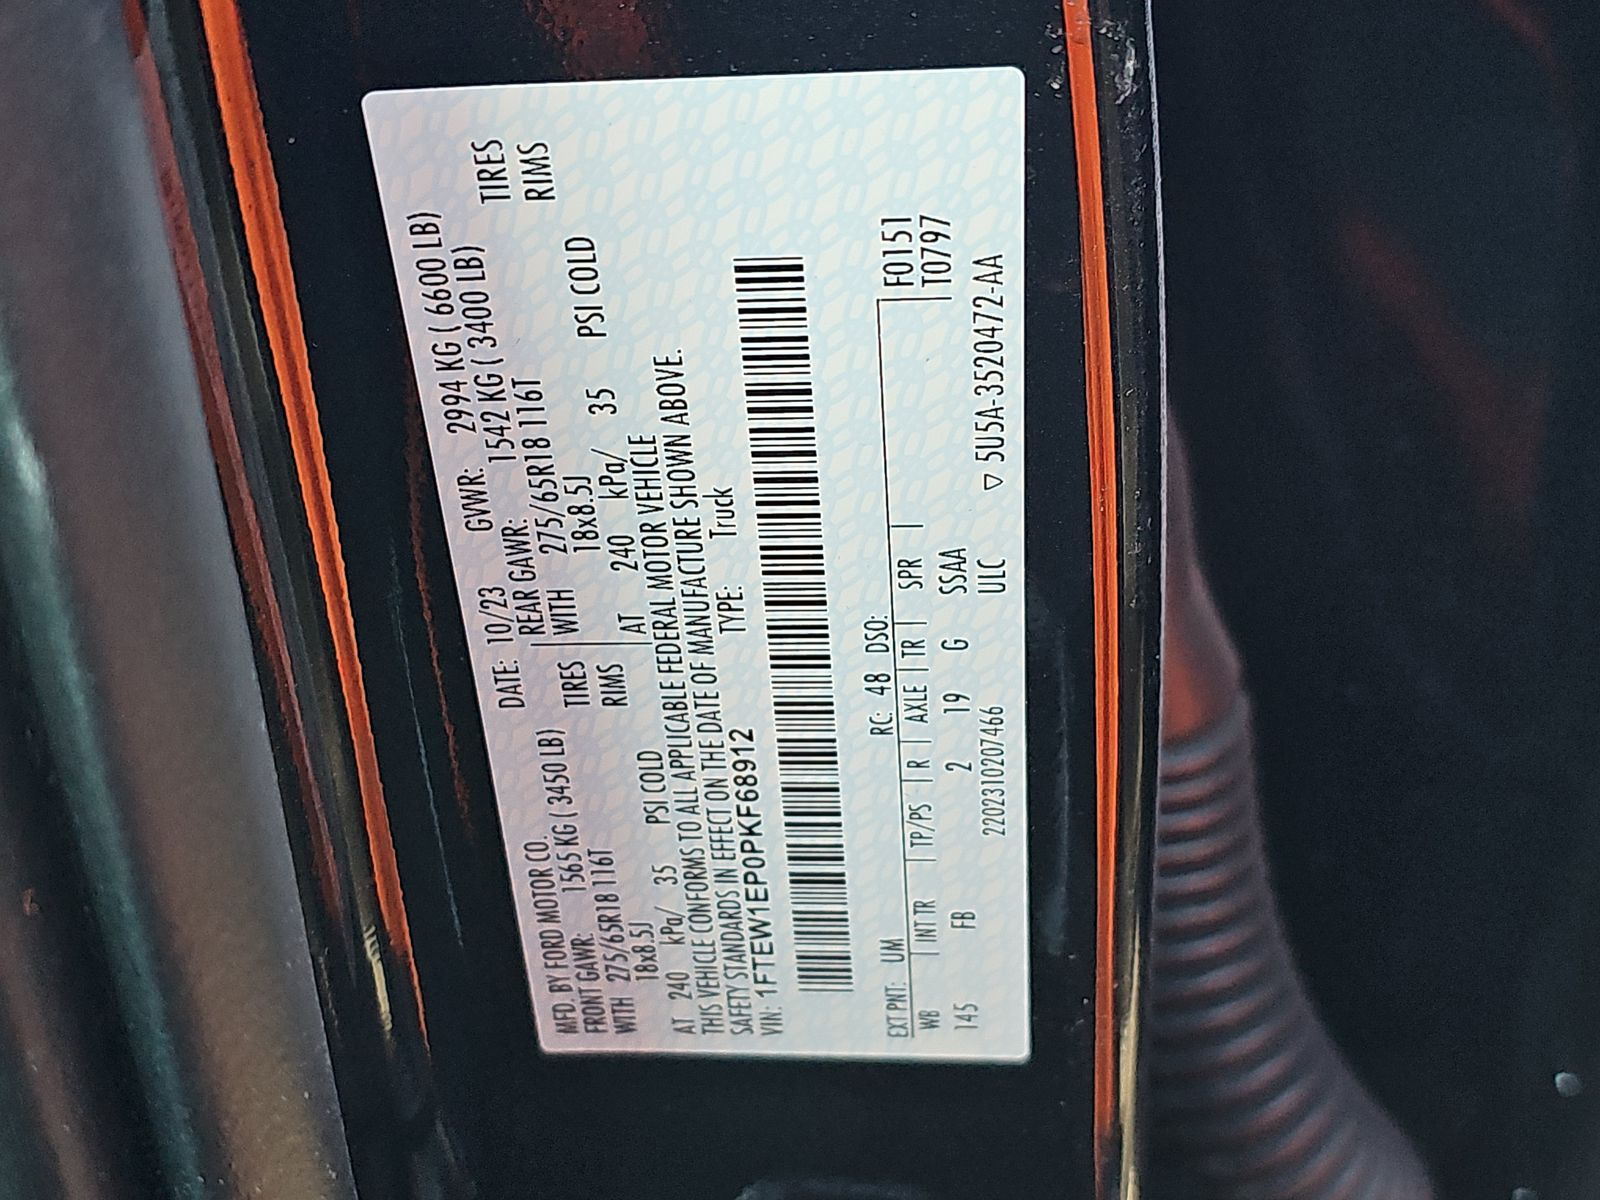 MFD. BY FORD MOTOR CO. DATE: 10/23 GVWR: 2994 KG ( 6600 LB)
FRONT GAWR: 1565 KG ( 3450 LB) REAR GAWR: 1542 KG ( 3400 LB)
WITH 275/65R18 116T TIRES WITH 275/65R18 116T TIRES
18x8.5J RIMS 18x8.5J RIMS
AT 240 kPa/ 35 PSI COLD AT 240 kPa/ 35 PSI COLD
THIS VEHICLE CONFORMS TO ALL APPLICABLE FEDERAL MOTOR VEHICLE
SAFETY STANDARDS IN EFFECT ON THE DATE OF MANUFACTURE SHOWN ABOVE.
VIN: 1FTEW1EP0PKF68912 TYPE: Truck
EXT PNT: UM RC: 48 DSO: F0151
WB INT TR TP/PS R AXLE TR SPR T0797
145 FB 2 19 G SSAA
2202310207466 ULC ▽ 5U5A-3520472-AA